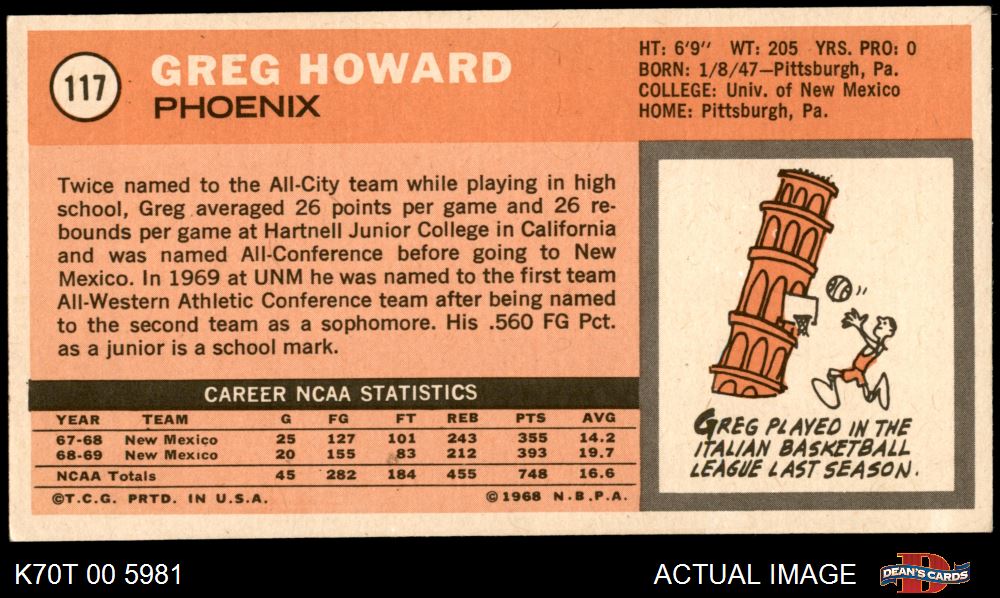 117
GREG HOWARD
PHOENIX
HT: 6'9" WT: 205 YRS. PRO: 0
BORN: 1/8/47—Pittsburgh, Pa.
COLLEGE: Univ. of New Mexico
HOME: Pittsburgh, Pa.
Twice named to the All-City team while playing in high
school, Greg averaged 26 points per game and 26 re-
bounds per game at Hartnell Junior College in California
and was named All-Conference before going to New
Mexico. In 1969 at UNM he was named to the first team
All-Western Athletic Conference team after being named
to the second team as a sophomore. His .560 FG Pct.
as a junior is a school mark.
CAREER NCAA STATISTICS
YEAR TEAM G FG FT REB PTS AVG
67-68 New Mexico 25 127 101 243 355 14.2
68-69 New Mexico 20 155 83 212 393 19.7
NCAA Totals 45 282 184 455 748 16.6
©T.C.G. PRTD. IN U.S.A. ©1968 N.B.P.A.
GREG PLAYED IN THE
ITALIAN BASKETBALL
LEAGUE LAST SEASON.
K70T 00 5981
ACTUAL IMAGE
D
DEAN'S CARDS